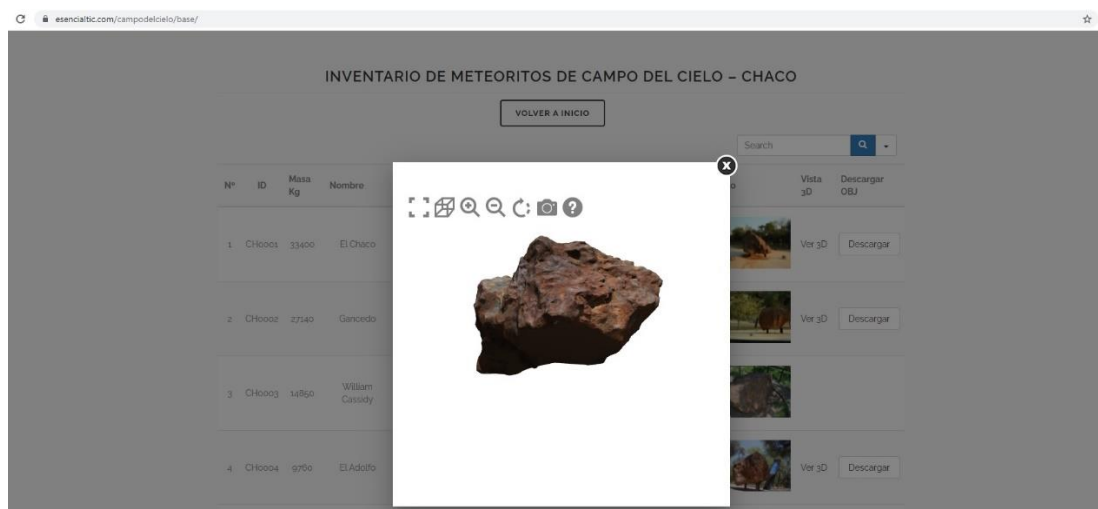 esencialtic.com/campodelcielo/base/
INVENTARIO DE METEORITOS DE CAMPO DEL CIELO – CHACO
VOLVER A INICIO
Search
Nº ID Masa Kg Nombre Vista 3D Descargar OBJ
1 CH0001 33400 El Chaco Ver 3D Descargar
2 CH0002 27140 Gancedo Ver 3D Descargar
3 CH0003 14850 William Cassidy
4 CH0004 9760 El Adolfo Ver 3D Descargar